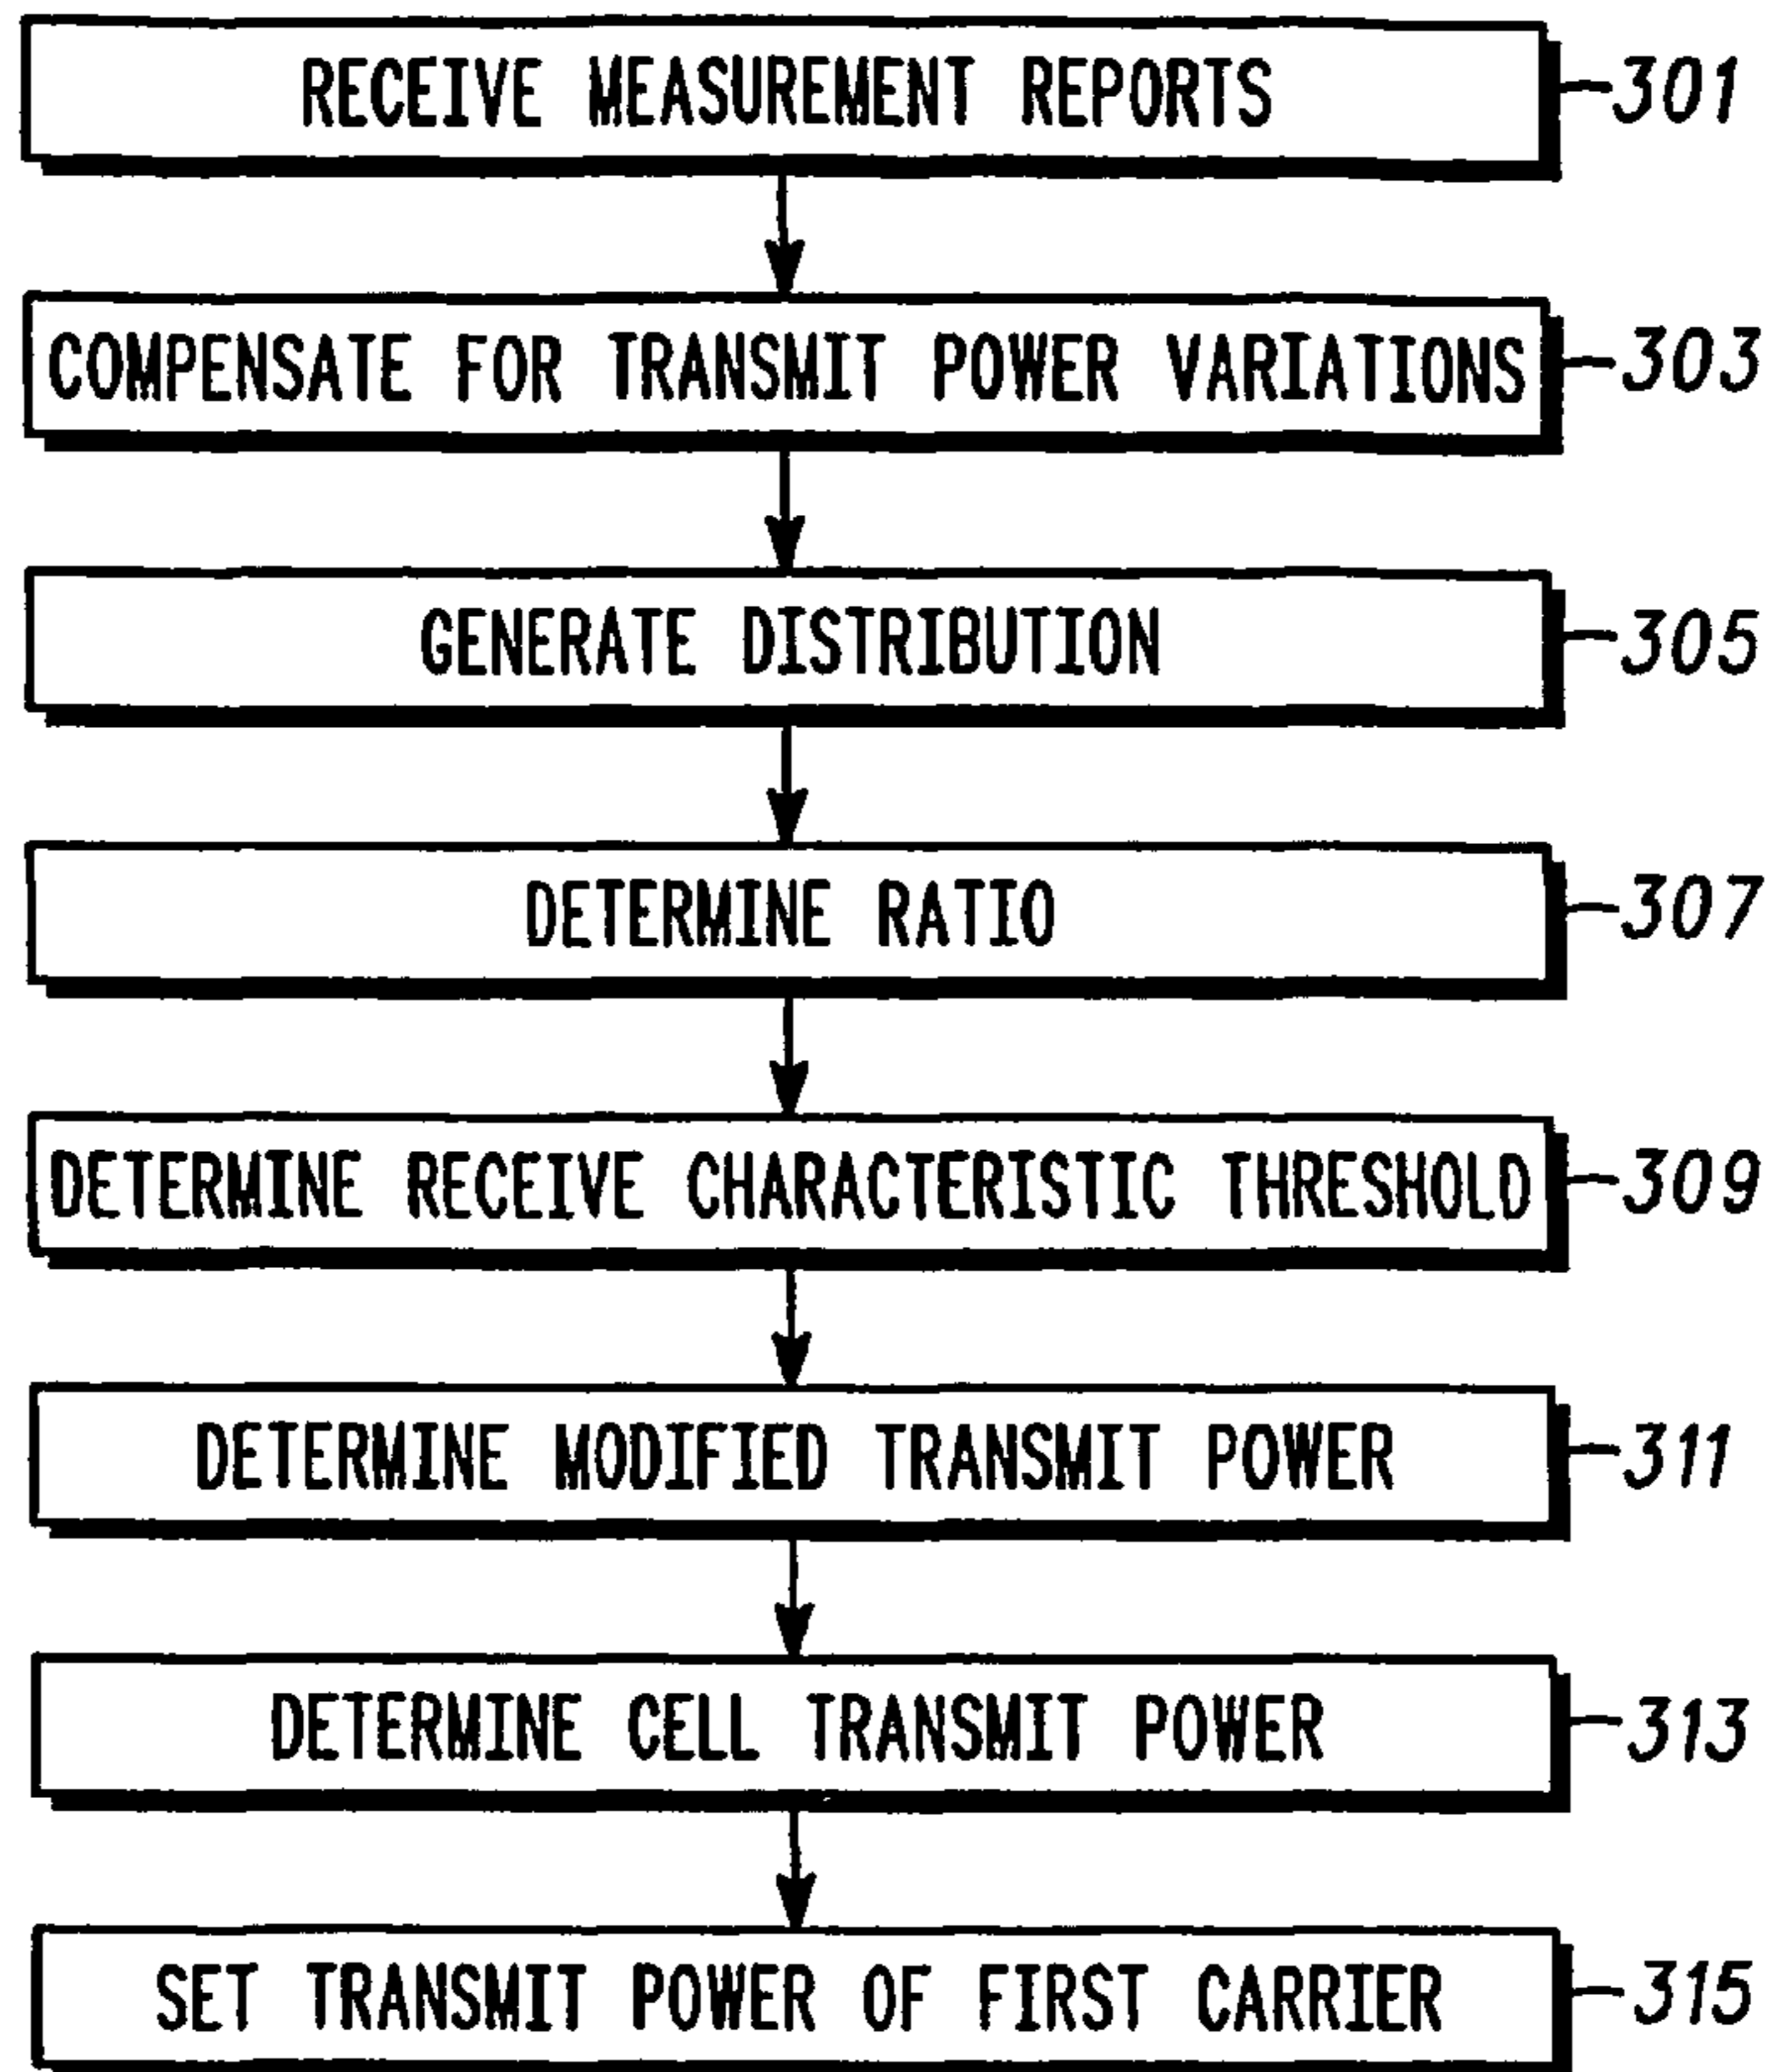 RECEIVE MEASUREMENT REPORTS 301
COMPENSATE FOR TRANSMIT POWER VARIATIONS 303
GENERATE DISTRIBUTION 305
DETERMINE RATIO 307
DETERMINE RECEIVE CHARACTERISTIC THRESHOLD 309
DETERMINE MODIFIED TRANSMIT POWER 311
DETERMINE CELL TRANSMIT POWER 313
SET TRANSMIT POWER OF FIRST CARRIER 315